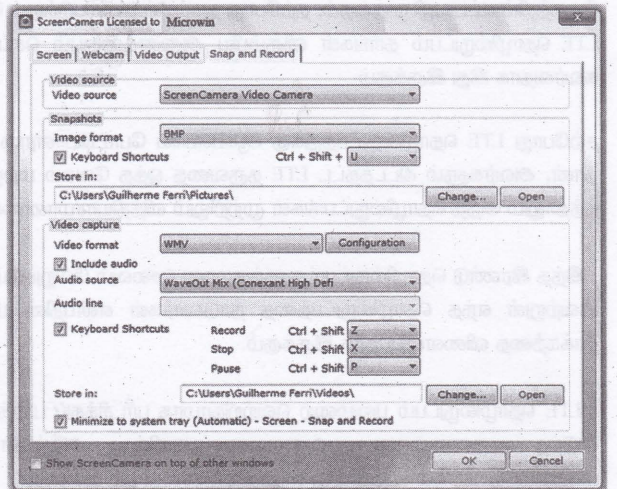 ScreenCamera Licensed to Microwin
Screen Webcam Video Output Snap and Record
Video source
Video source ScreenCamera Video Camera
Snapshots
Image format BMP
Keyboard Shortcuts Ctrl + Shift + U
Store in:
C:\Users\Guilherme Ferri\Pictures\ Change... Open
Video capture
Video format WMV Configuration
Include audio
Audio source WaveOut Mix (Conexant High Defi
Audio line
Keyboard Shortcuts Record Ctrl + Shift Z
Stop Ctrl + Shift X
Pause Ctrl + Shift P
Store in: C:\Users\Guilherme Ferri\Videos\ Change... Open
Minimize to system tray (Automatic) - Screen - Snap and Record
Show ScreenCamera on top of other windows OK Cancel